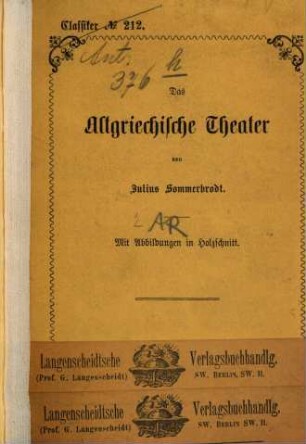 Classiker № 212.
Ant.
376 h
Das
Altgriechische Theater
von
Julius Sommerbrodt.
AR
Mit Abbildungen in Holzschnitt.
Langenscheidtsche Verlagsbuchhandlg.
(Prof. G. Langenscheidt) SW. BERLIN, SW. 11.
Langenscheidtsche Verlagsbuchhandlg.
(Prof. G. Langenscheidt) SW. BERLIN SW. 11.